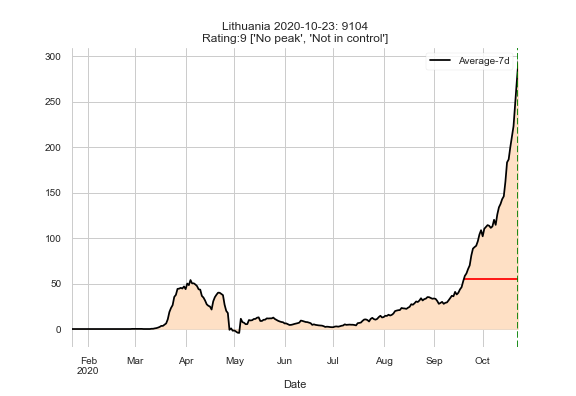 Lithuania 2020-10-23: 9104
Rating:9 ['No peak', 'Not in control']
Average-7d
300
250
200
150
100
50
0
Feb
2020
Mar
Apr
May
Jun
Jul
Aug
Sep
Oct
Date